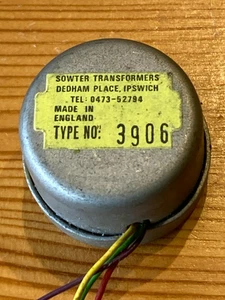 SOWTER TRANSFORMERS
DEDHAM PLACE, IPSWICH
TEL: 0473-52794
MADE IN
ENGLAND
TYPE NO: 3906